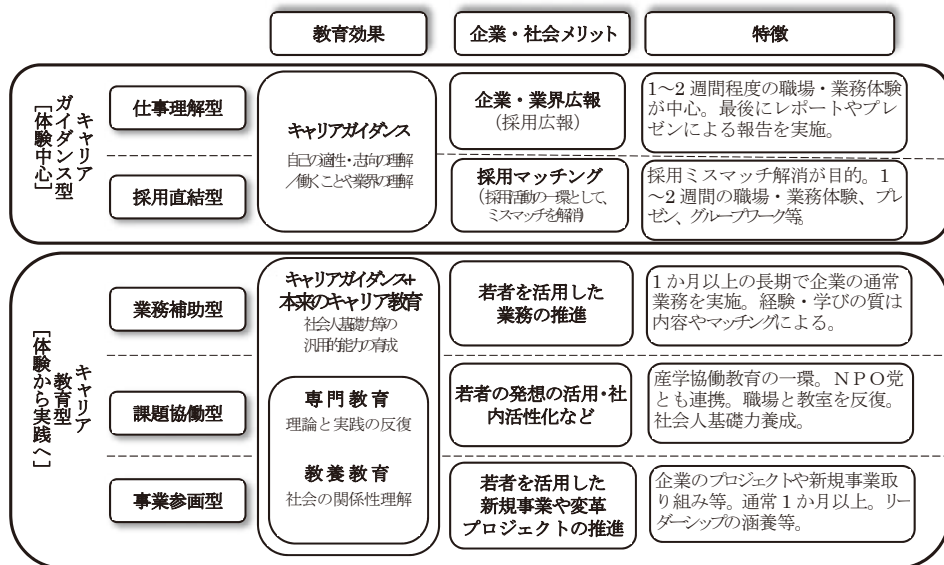 教育効果
企業・社会メリット
特徴
キャリア
ガイダンス型
［体験中心］
仕事理解型
採用直結型
キャリアガイダンス
自己の適性・志向の理解
／働くことや業界の理解
企業・業界広報
（採用広報）
採用マッチング
（採用活動の一環として、
ミスマッチを解消）
1～2週間程度の職場・業務体験
が中心。最後にレポートやプレ
ゼンによる報告を実施。
採用ミスマッチ解消が目的。1
～2週間の職場・業務体験、プレ
ゼン、グループワーク等。
キャリア
教育型
［体験から実践へ］
業務補助型
課題協働型
事業参画型
キャリアガイダンス+
本来のキャリア教育
社会人基礎力等の
汎用的能力の育成
専門教育
理論と実践の反復
教養教育
社会の関係性理解
若者を活用した
業務の推進
若者の発想の活用・社
内活性化など
若者を活用した
新規事業や変革
プロジェクトの推進
1か月以上の長期で企業の通常
業務を実施。経験・学びの質は
内容やマッチングによる。
産学協働教育の一環。ＮＰＯ党
とも連携。職場と教室を反復。
社会人基礎力養成。
企業のプロジェクトや新規事業取
り組み等。通常1か月以上。リー
ダーシップの涵養等。